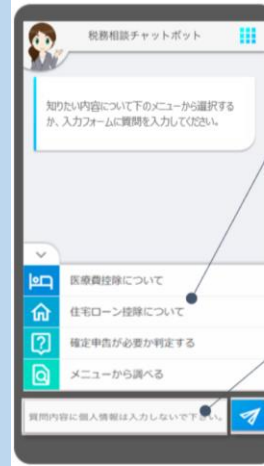 税務相談チャットボット
知りたい内容について下のメニューから選択する
か、入力フォームに質問を入力してください。
医療費控除について
住宅ローン控除について
確定申告が必要か判定する
メニューから調べる
質問内容に個人情報は入力しないで下さい。